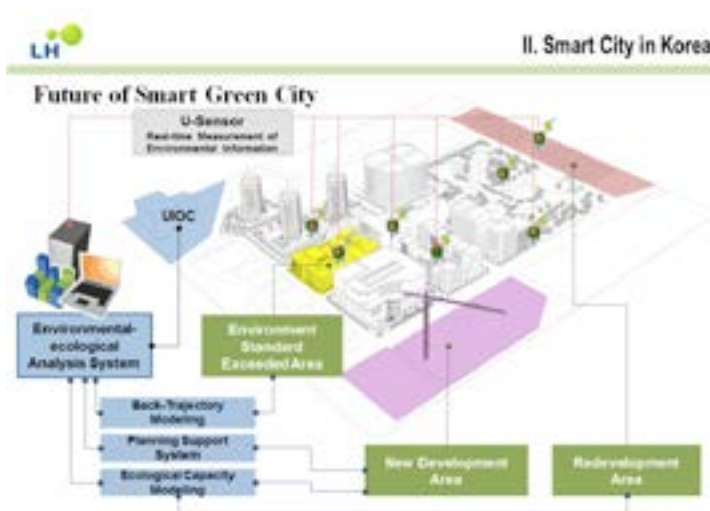 LH
II. Smart City in Korea
Future of Smart Green City
U-Sensor
Real-time Measurement of
Environmental Information
UIOC
Environmental-
ecological
Analysis System
Environment
Standard
Exceeded Area
Back-Trajectory
Modeling
Planning Support
System
Ecological Capacity
Modeling
New Development
Area
Redevelopment
Area